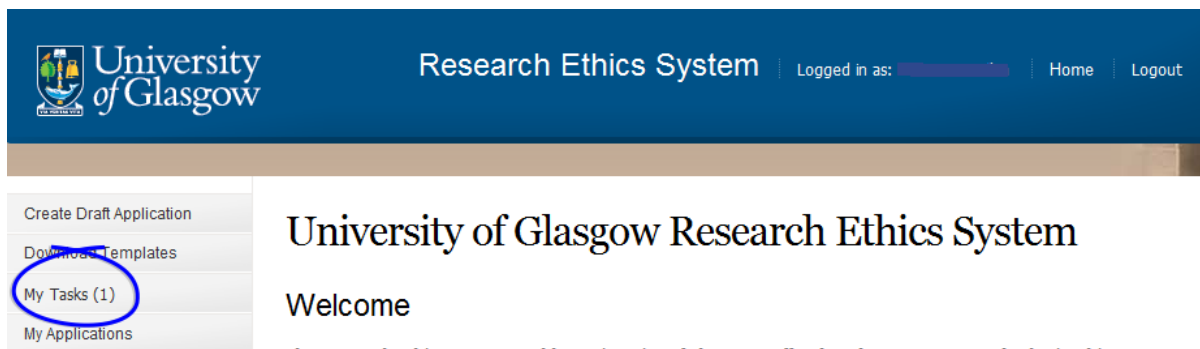 University
of Glasgow
Research Ethics System
Logged in as:
Home
Logout
Create Draft Application
Download Templates
My Tasks (1)
My Applications
University of Glasgow Research Ethics System
Welcome